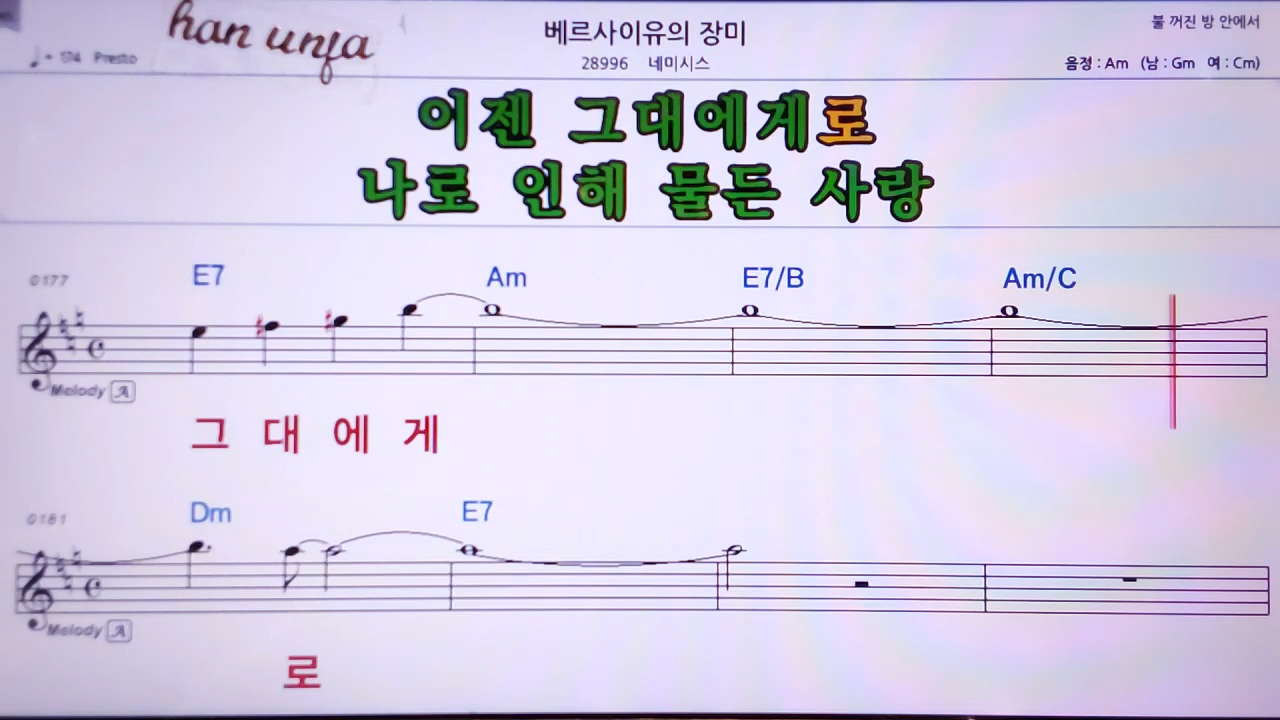 han unja
베르사이유의 장미
불 꺼진 방 안에서
♩= 174 Presto
28996 네미시스
음정 : Am (남 : Gm 여 : Cm)
이젠 그대에게로
나로 인해 물든 사랑
0177 E7 Am E7/B Am/C
Melody A
그 대 에 게
0181 Dm E7
Melody A
로